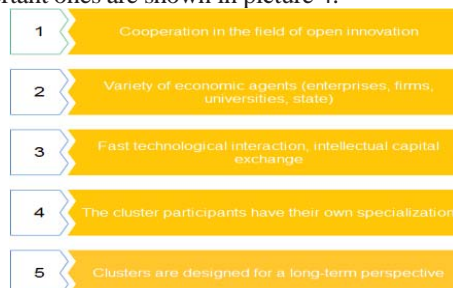 ones are shown in picture 4.
1
Cooperation in the field of open innovation
2
Variety of economic agents (enterprises, firms,
universities, state)
3
Fast technological interaction, intellectual capital
exchange
4
The cluster participants have their own specialization
5
Clusters are designed for a long-term perspective